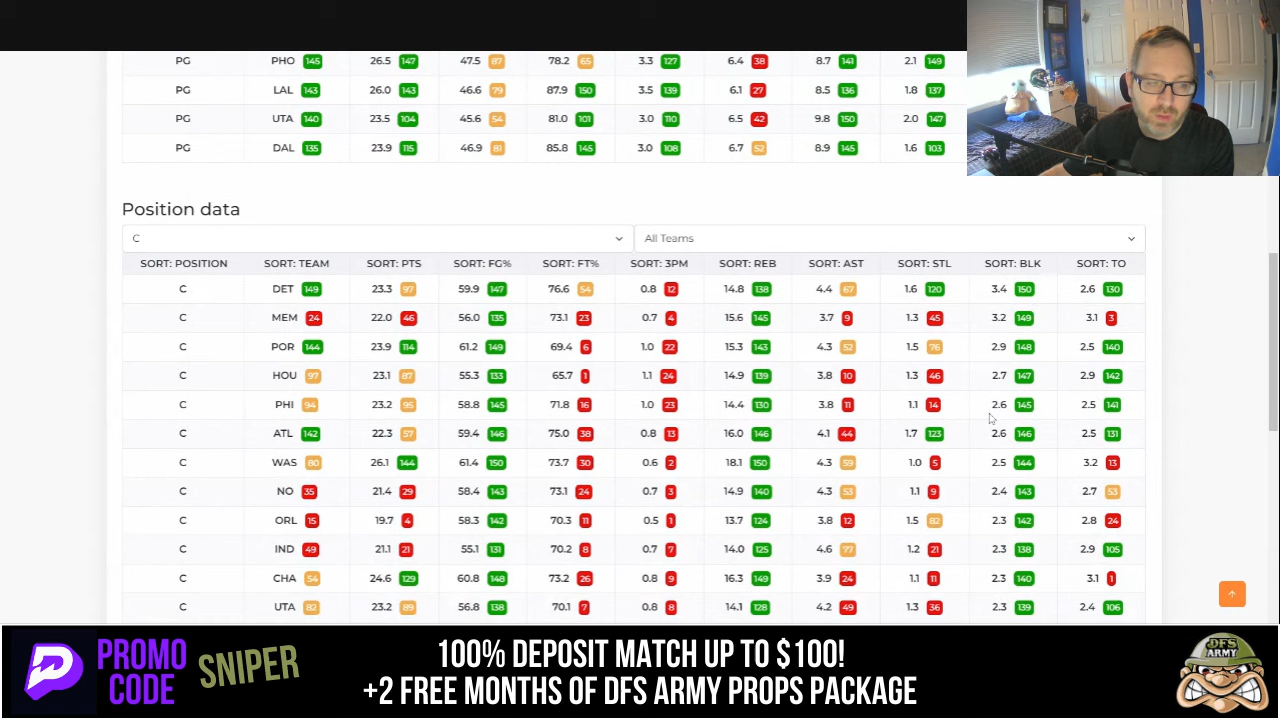 PG PHO 145 26.5 147 47.5 87 78.2 65 3.3 127 6.4 38 8.7 141 2.1 149
PG LAL 143 26.0 143 46.6 79 87.9 150 3.5 139 6.1 27 8.5 136 1.8 137
PG UTA 140 23.5 104 45.6 54 81.0 101 3.0 110 6.5 42 9.8 150 2.0 147
PG DAL 135 23.9 115 46.9 81 85.8 145 3.0 108 6.7 52 8.9 145 1.6 103
Position data
C All Teams
SORT: POSITION SORT: TEAM SORT: PTS SORT: FG% SORT: FT% SORT: 3PM SORT: REB SORT: AST SORT: STL SORT: BLK SORT: TO
C DET 149 23.3 97 59.9 147 76.6 54 0.8 12 14.8 138 4.4 67 1.6 120 3.4 150 2.6 130
C MEM 24 22.0 46 56.0 135 73.1 23 0.7 4 15.6 145 3.7 9 1.3 45 3.2 149 3.1 3
C POR 144 23.9 114 61.2 149 69.4 6 1.0 22 15.3 143 4.3 52 1.5 76 2.9 148 2.5 140
C HOU 97 23.1 87 55.3 133 65.7 1 1.1 24 14.9 139 3.8 10 1.3 46 2.7 147 2.9 142
C PHI 94 23.2 95 58.8 145 71.8 16 1.0 23 14.4 130 3.8 11 1.1 14 2.6 145 2.5 141
C ATL 142 22.3 57 59.4 146 75.0 38 0.8 13 16.0 146 4.1 44 1.7 123 2.6 146 2.5 131
C WAS 80 26.1 144 61.4 150 73.7 30 0.6 2 18.1 150 4.3 59 1.0 5 2.5 144 3.2 13
C NO 35 21.4 29 58.4 143 73.1 24 0.7 3 14.9 140 4.3 53 1.1 9 2.4 143 2.7 53
C ORL 15 19.7 4 58.3 142 70.3 11 0.5 1 13.7 124 3.8 12 1.5 82 2.3 142 2.8 24
C IND 49 21.1 21 55.1 131 70.2 8 0.7 7 14.0 125 4.6 77 1.2 21 2.3 138 2.9 105
C CHA 54 24.6 129 60.8 148 73.2 26 0.8 9 16.3 149 3.9 24 1.1 11 2.3 140 3.1 1
C UTA 82 23.2 89 56.8 138 70.1 7 0.8 8 14.1 128 4.2 49 1.3 36 2.3 139 2.4 106
PROMO CODE SNIPER
100% DEPOSIT MATCH UP TO $100!
+2 FREE MONTHS OF DFS ARMY PROPS PACKAGE
DFS ARMY